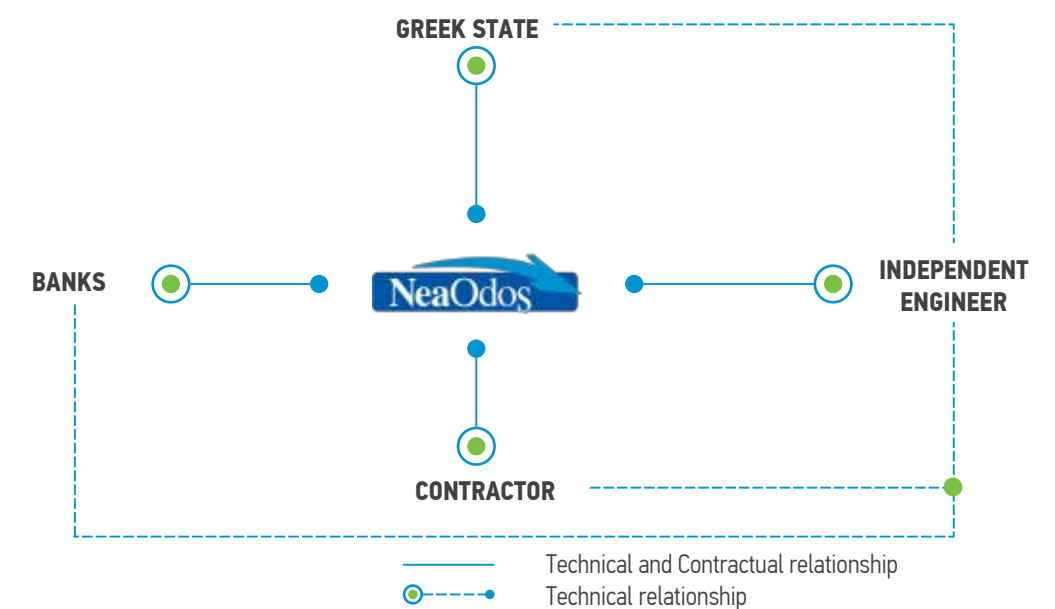 GREEK STATE
BANKS
NeaOdos
INDEPENDENT
ENGINEER
CONTRACTOR
Technical and Contractual relationship
Technical relationship